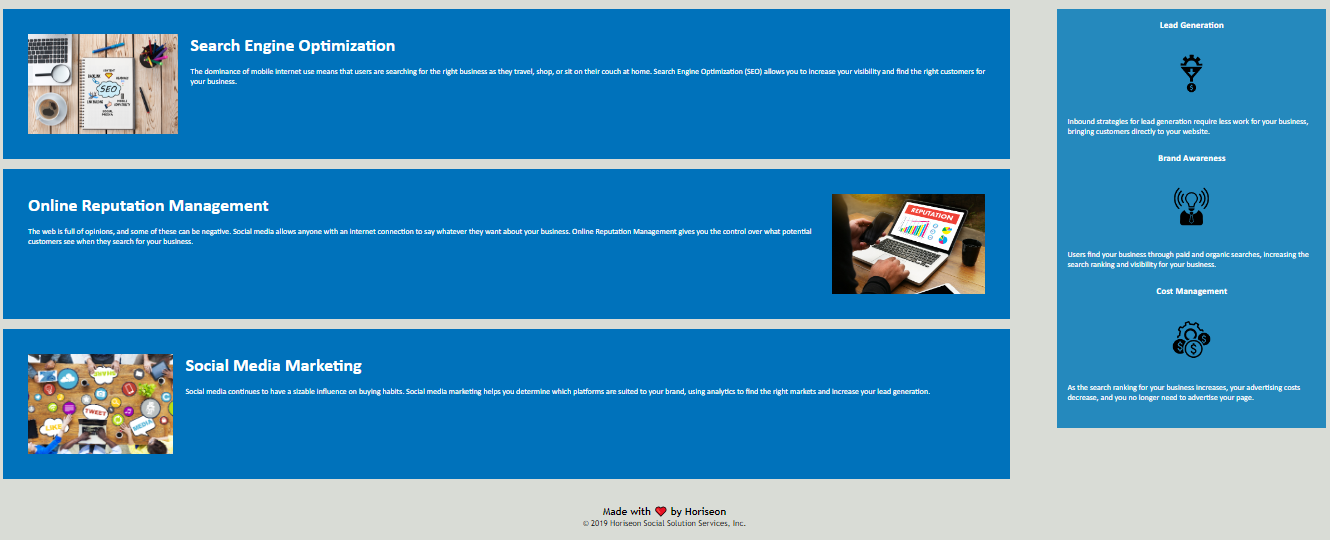 Search Engine Optimization
The dominance of mobile internet use means that users are searching for the right business as they travel, shop, or sit on their couch at home. Search Engine Optimization (SEO) allows you to increase your visibility and find the right customers for
your business.
SEO
Online Reputation Management
The web is full of opinions, and some of these can be negative. Social media allows anyone with an internet connection to say whatever they want about your business. Online Reputation Management gives you the control over what potential
customers see when they search for your business.
REPUTATION
Social Media Marketing
Social media continues to have a sizable influence on buying habits. Social media marketing helps you determine which platforms are suited to your brand, using analytics to find the right markets and increase your lead generation.
TWEET
LIKE
MEDIA
Lead Generation
Inbound strategies for lead generation require less work for your business,
bringing customers directly to your website.
Brand Awareness
Users find your business through paid and organic searches, increasing the
search ranking and visibility for your business.
Cost Management
As the search ranking for your business increases, your advertising costs
decrease, and you no longer need to advertise your page.
Made with ❤️ by Horiseon
© 2019 Horiseon Social Solution Services, Inc.